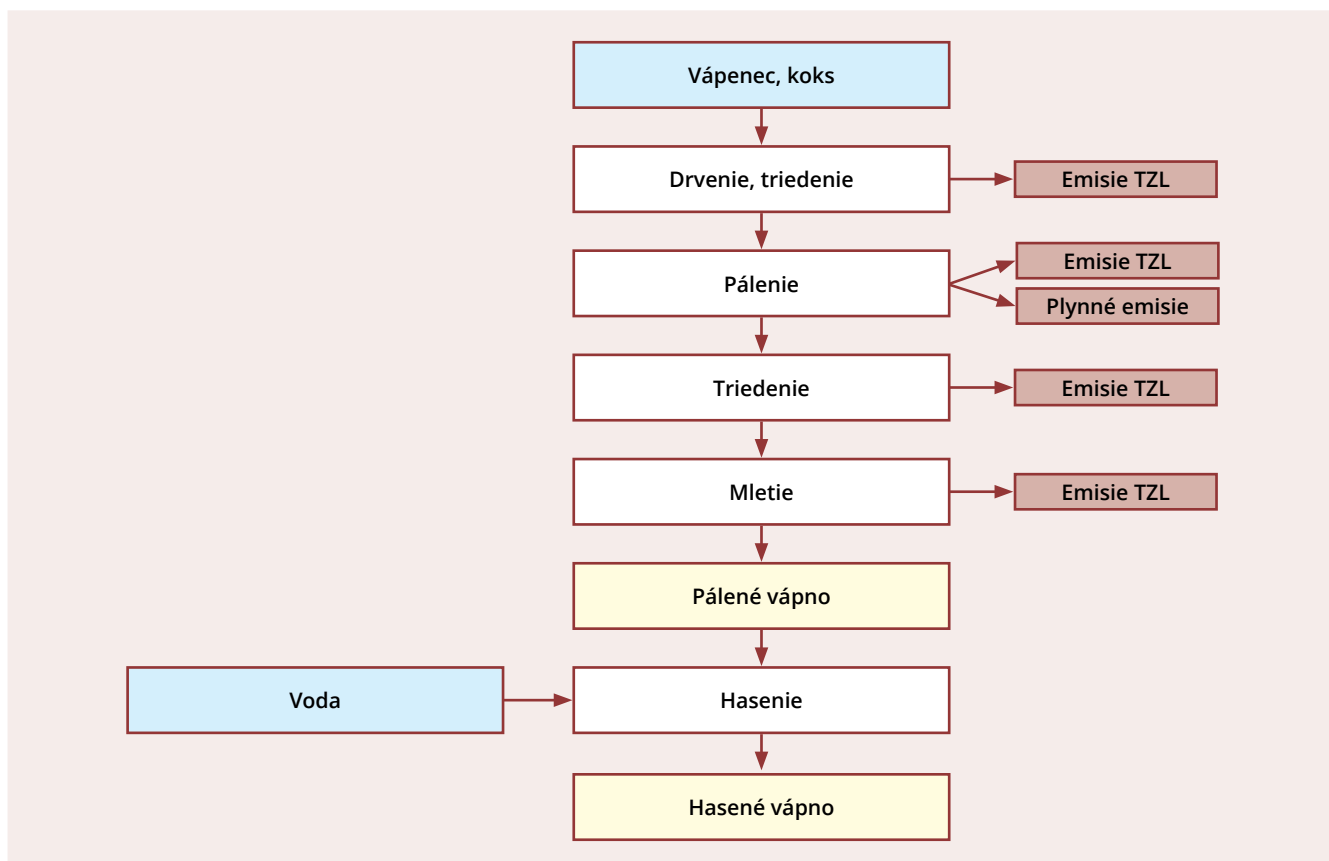 Vápenec, koks
Drvenie, triedenie
Emisie TZL
Pálenie
Emisie TZL
Plynné emisie
Triedenie
Emisie TZL
Mletie
Emisie TZL
Pálené vápno
Voda
Hasenie
Hasené vápno